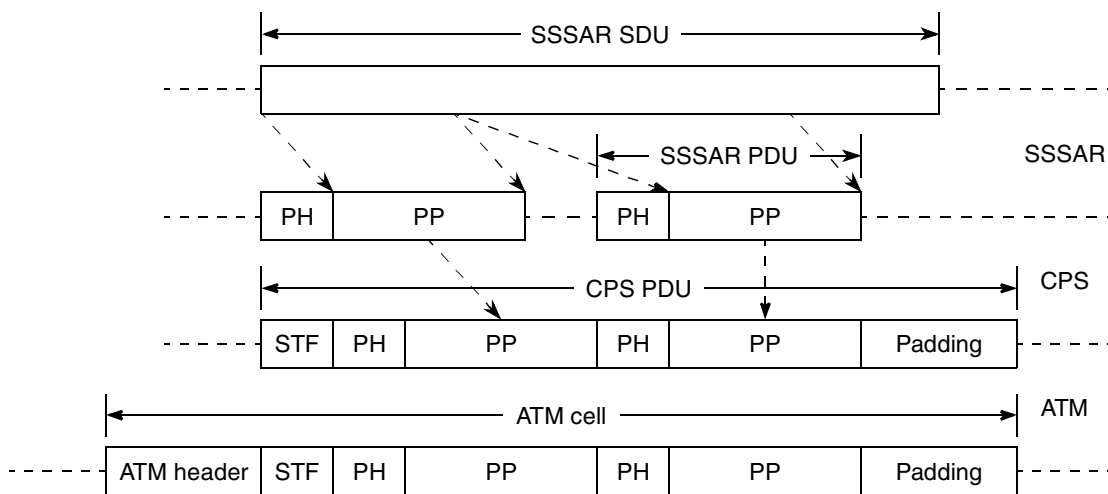 SSSAR SDU
SSSAR PDU
SSSAR
PH PP PH PP
CPS PDU
CPS
STF PH PP PH PP Padding
ATM cell
ATM
ATM header STF PH PP PH PP Padding